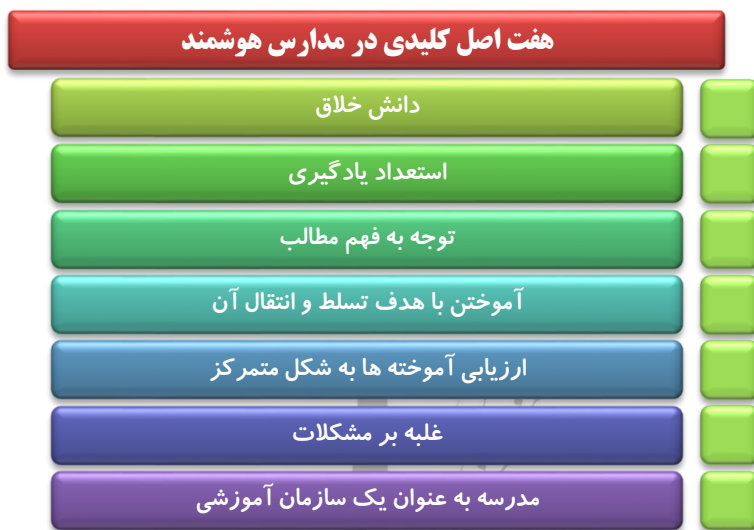 هفت اصل کلیدی در مدارس هوشمند
دانش خلاق
استعداد یادگیری
توجه به فهم مطالب
آموختن با هدف تسلط و انتقال آن
ارزیابی آموخته ها به شکل متمرکز
غلبه بر مشکلات
مدرسه به عنوان یک سازمان آموزشی